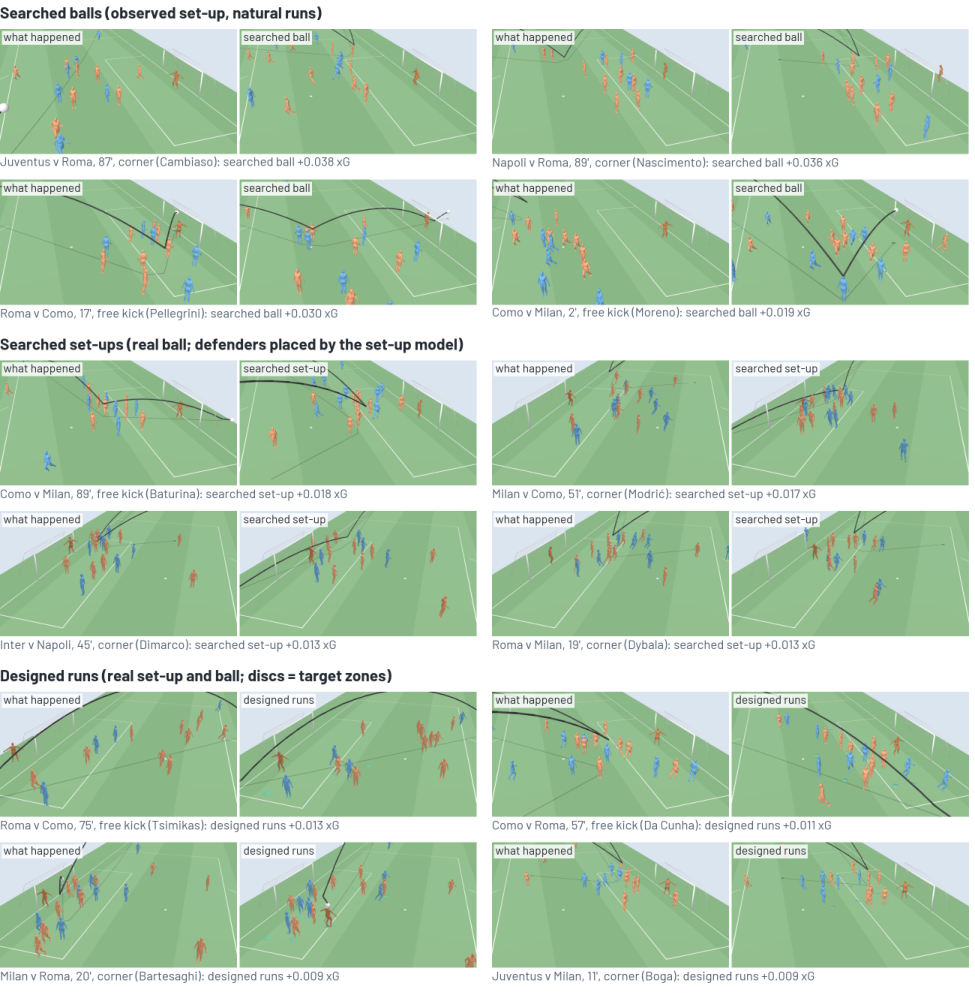 Searched balls (observed set-up, natural runs)
what happened
searched ball
what happened
searched ball
Juventus v Roma, 87', corner (Cambiaso): searched ball +0.038 xG
Napoli v Roma, 89', corner (Nascimento): searched ball +0.036 xG
what happened
searched ball
what happened
searched ball
Roma v Como, 17', free kick (Pellegrini): searched ball +0.030 xG
Como v Milan, 2', free kick (Moreno): searched ball +0.019 xG
Searched set-ups (real ball; defenders placed by the set-up model)
what happened
searched set-up
what happened
searched set-up
Como v Milan, 89', free kick (Baturina): searched set-up +0.018 xG
Milan v Como, 51', corner (Modrić): searched set-up +0.017 xG
what happened
searched set-up
what happened
searched set-up
Inter v Napoli, 45', corner (Dimarco): searched set-up +0.013 xG
Roma v Milan, 19', corner (Dybala): searched set-up +0.013 xG
Designed runs (real set-up and ball; discs = target zones)
what happened
designed runs
what happened
designed runs
Roma v Como, 75', free kick (Tsimikas): designed runs +0.013 xG
Como v Roma, 57', free kick (Da Cunha): designed runs +0.011 xG
what happened
designed runs
what happened
designed runs
Milan v Roma, 20', corner (Bartesaghi): designed runs +0.009 xG
Juventus v Milan, 11', corner (Boga): designed runs +0.009 xG